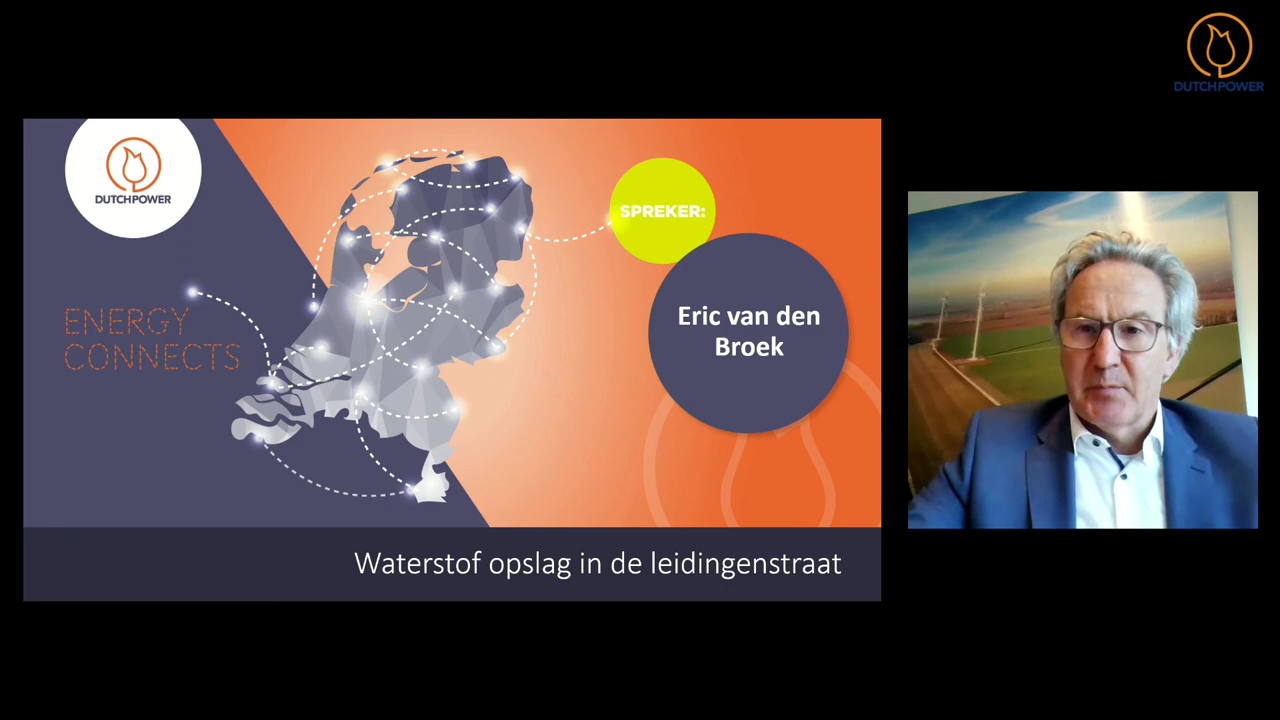 DUTCHPOWER
DUTCHPOWER
SPREKER:
ENERGY
CONNECTS
Eric van den
Broek
Waterstof opslag in de leidingenstraat